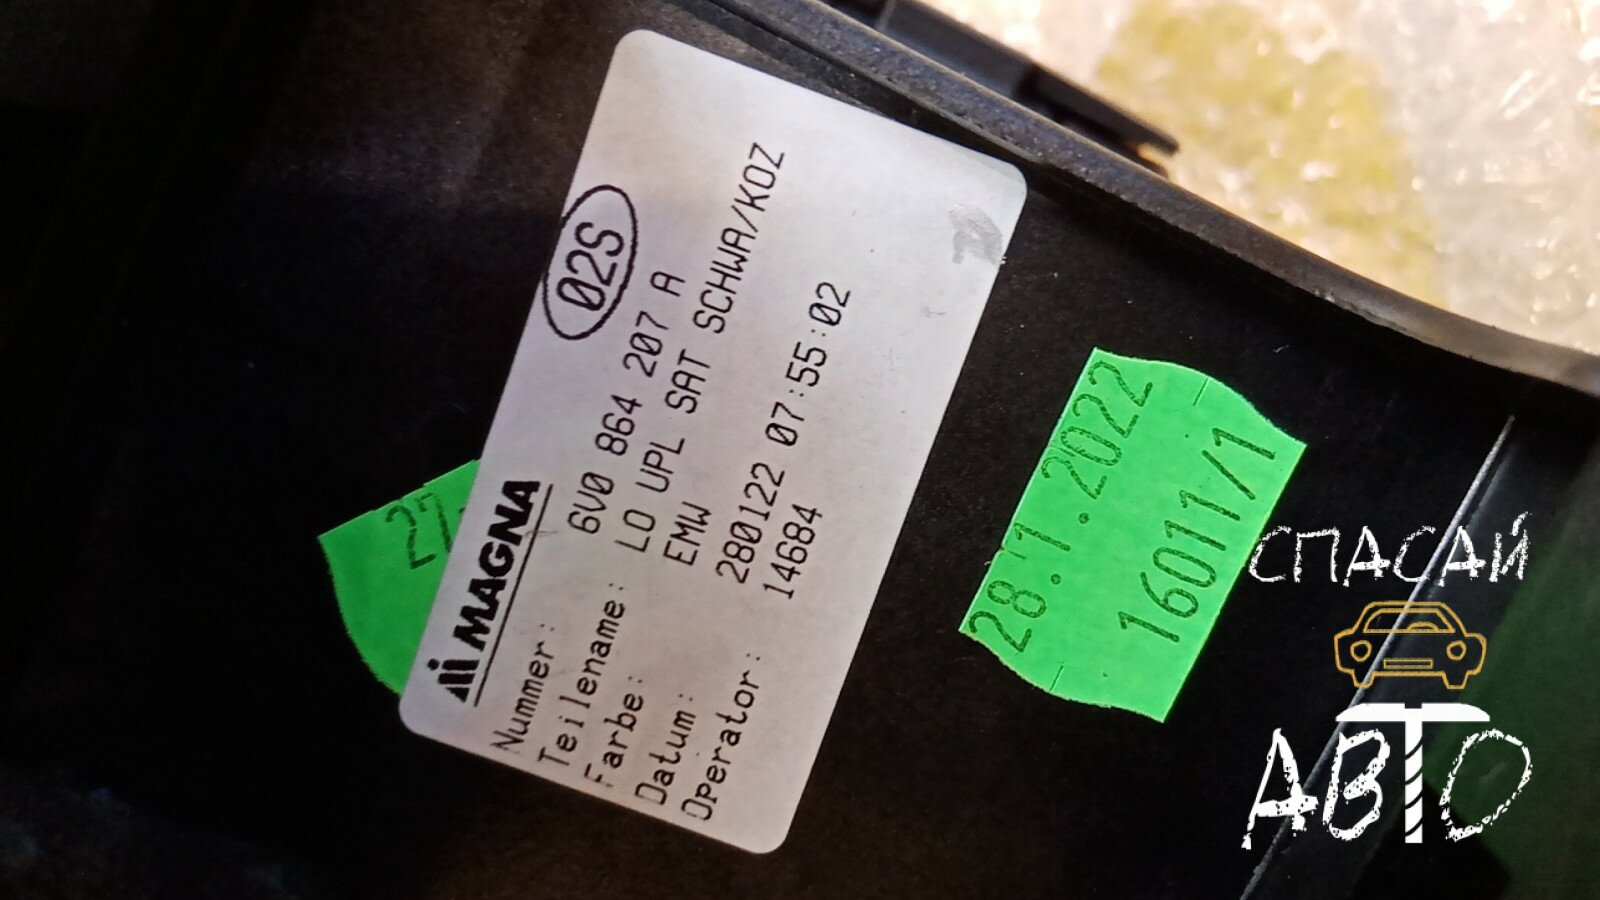 MAGNA
02S
Nummer: 6V0 864 207 A
Teilename: LO UPL SAT SCHWA/KOZ
Farbe: EMW
Datum: 280122 07:55:02
Operator: 14684
27
28.1.2022
16011/1
СПАСАЙ
АВТО